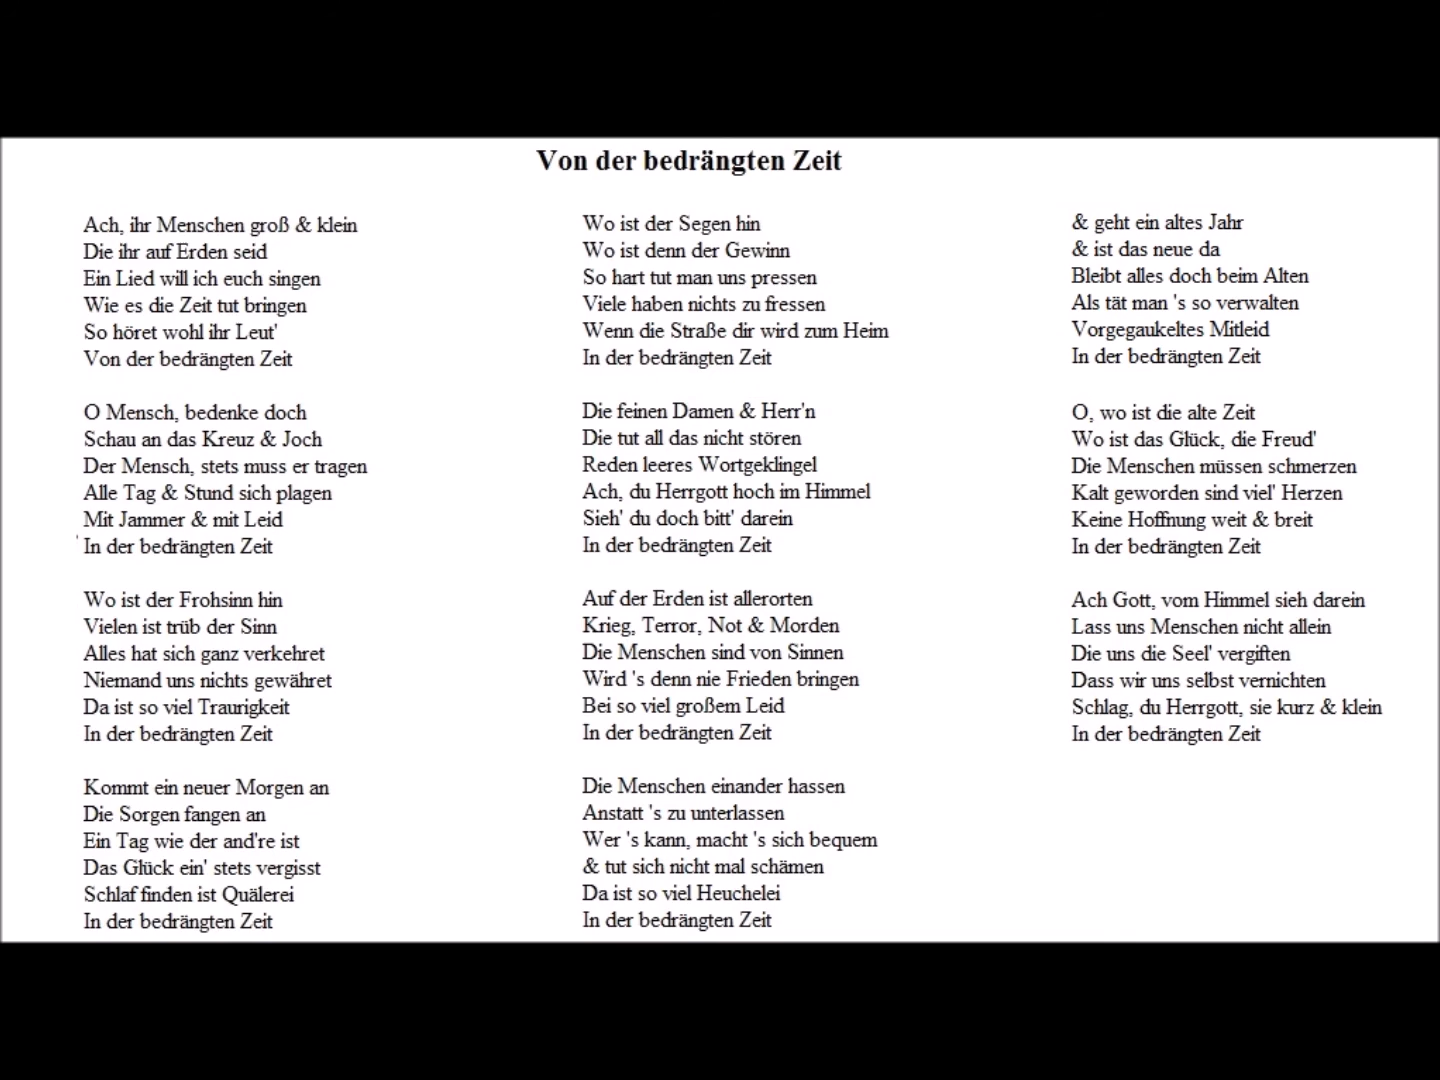 Von der bedrängten Zeit
Ach, ihr Menschen groß & klein
Die ihr auf Erden seid
Ein Lied will ich euch singen
Wie es die Zeit tut bringen
So höret wohl ihr Leut'
Von der bedrängten Zeit
O Mensch, bedenke doch
Schau an das Kreuz & Joch
Der Mensch, stets muss er tragen
Alle Tag & Stund sich plagen
Mit Jammer & mit Leid
In der bedrängten Zeit
Wo ist der Frohsinn hin
Vielen ist trüb der Sinn
Alles hat sich ganz verkehret
Niemand uns nichts gewähret
Da ist so viel Traurigkeit
In der bedrängten Zeit
Kommt ein neuer Morgen an
Die Sorgen fangen an
Ein Tag wie der and're ist
Das Glück ein' stets vergisst
Schlaf finden ist Quälerei
In der bedrängten Zeit
Wo ist der Segen hin
Wo ist denn der Gewinn
So hart tut man uns pressen
Viele haben nichts zu fressen
Wenn die Straße dir wird zum Heim
In der bedrängten Zeit
Die feinen Damen & Herr'n
Die tut all das nicht stören
Reden leeres Wortgeklingel
Ach, du Herrgott hoch im Himmel
Sieh' du doch bitt' darein
In der bedrängten Zeit
Auf der Erden ist allerorten
Krieg, Terror, Not & Morden
Die Menschen sind von Sinnen
Wird 's denn nie Frieden bringen
Bei so viel großem Leid
In der bedrängten Zeit
Die Menschen einander hassen
Anstatt 's zu unterlassen
Wer 's kann, macht 's sich bequem
& tut sich nicht mal schämen
Da ist so viel Heuchelei
In der bedrängten Zeit
& geht ein altes Jahr
& ist das neue da
Bleibt alles doch beim Alten
Als tät man 's so verwalten
Vorgegaukeltes Mitleid
In der bedrängten Zeit
O, wo ist die alte Zeit
Wo ist das Glück, die Freud'
Die Menschen müssen schmerzen
Kalt geworden sind viel' Herzen
Keine Hoffnung weit & breit
In der bedrängten Zeit
Ach Gott, vom Himmel sieh darein
Lass uns Menschen nicht allein
Die uns die Seel' vergiften
Dass wir uns selbst vernichten
Schlag, du Herrgott, sie kurz & klein
In der bedrängten Zeit